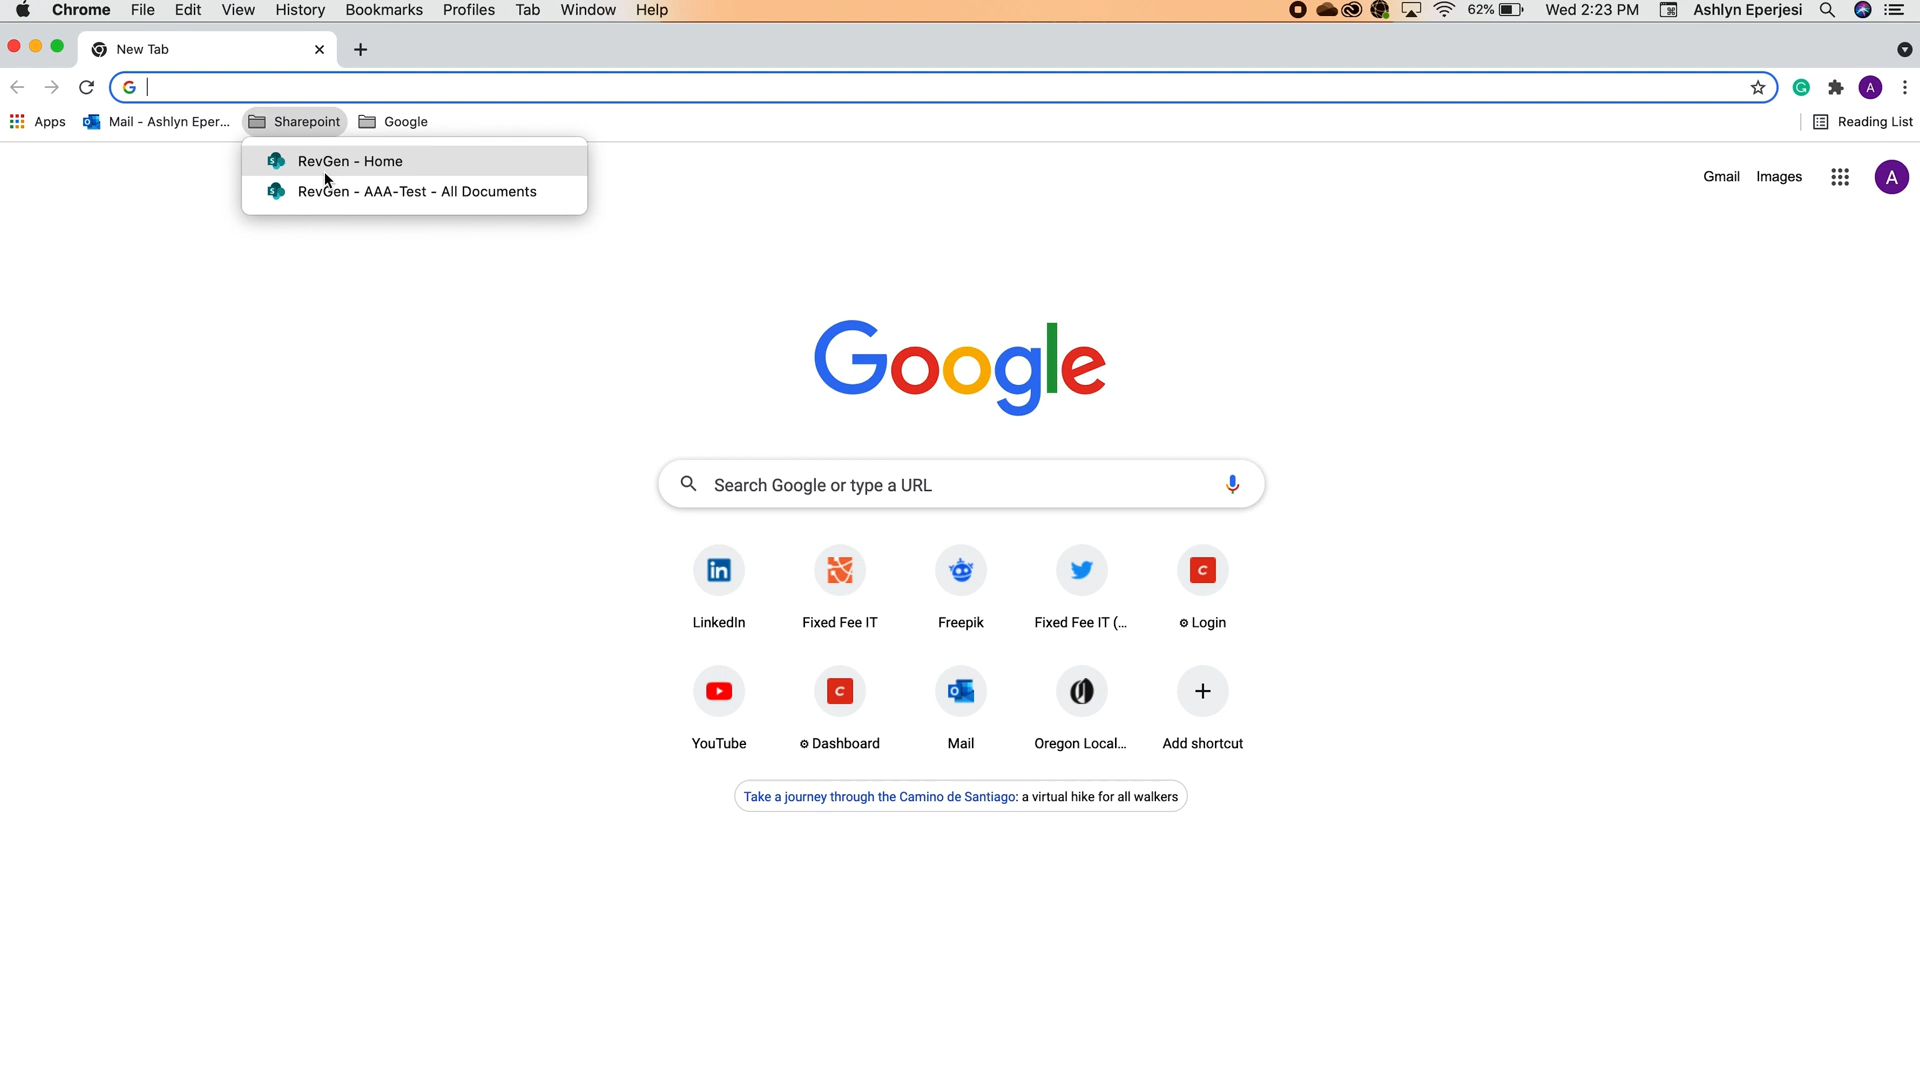 Chrome File Edit View History Bookmarks Profiles Tab Window Help 62% Wed 2:23 PM Ashlyn Eperjesi
New Tab
Apps Mail - Ashlyn Eper... Sharepoint Google Reading List
RevGen - Home
RevGen - AAA-Test - All Documents
Gmail Images A
Google
Search Google or type a URL
LinkedIn Fixed Fee IT Freepik Fixed Fee IT (... Login
YouTube Dashboard Mail Oregon Local... Add shortcut
Take a journey through the Camino de Santiago: a virtual hike for all walkers